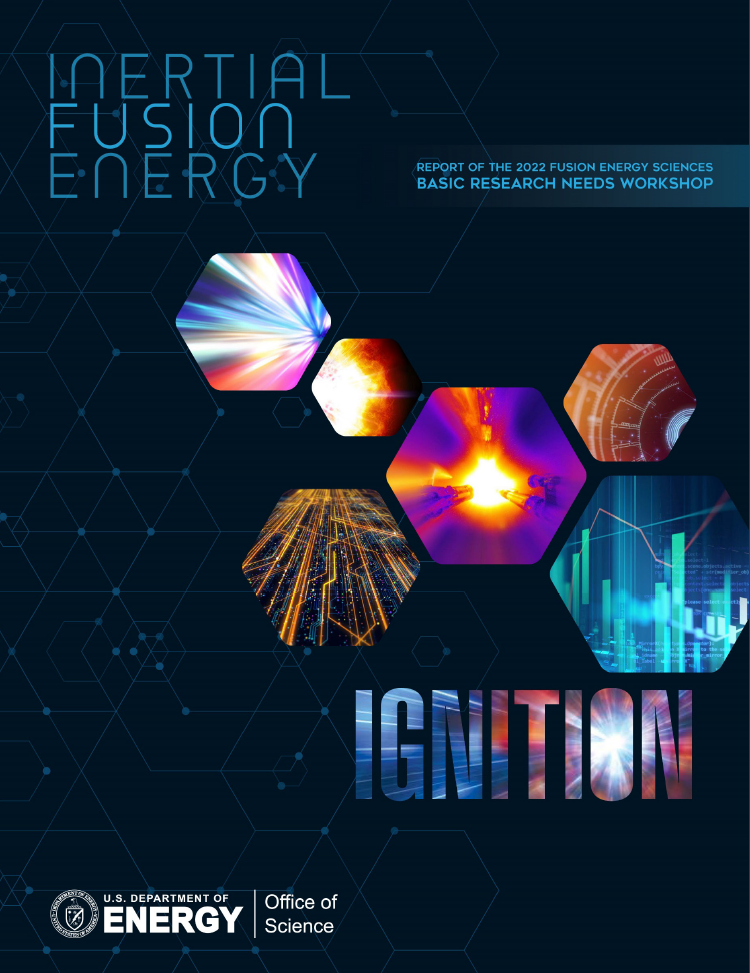 INERTIAL
FUSION
ENERGY
REPORT OF THE 2022 FUSION ENERGY SCIENCES
BASIC RESEARCH NEEDS WORKSHOP
IGNITION
U.S. DEPARTMENT OF
ENERGY
Office of
Science